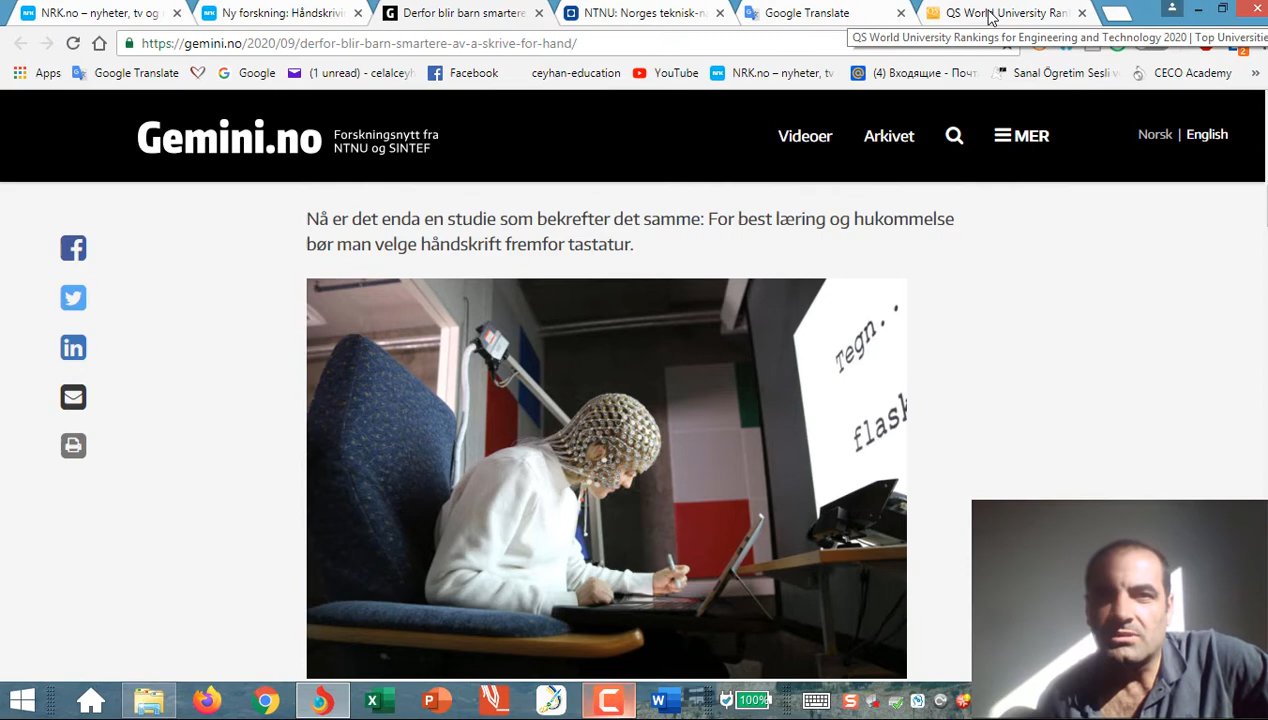 NRK.no – nyheter, tv og
Ny forskning: Håndskrivi
Derfor blir barn smartere
NTNU: Norges teknisk-n
Google Translate
QS World University Ran
https://gemini.no/2020/09/derfor-blir-barn-smartere-av-a-skrive-for-hand/
QS World University Rankings for Engineering and Technology 2020 | Top Universitie
Apps
Google Translate
Google
(1 unread) - celalcey
Facebook
ceyhan-education
YouTube
NRK.no – nyheter, tv
(4) Входящие - Почт
Sanal Ögretim Sesli v
CECO Academy
Gemini.no
Forskningsnytt fra
NTNU og SINTEF
Videoer
Arkivet
MER
Norsk | English
Nå er det enda en studie som bekrefter det samme: For best læring og hukommelse
bør man velge håndskrift fremfor tastatur.
Tegn..
flask
100%